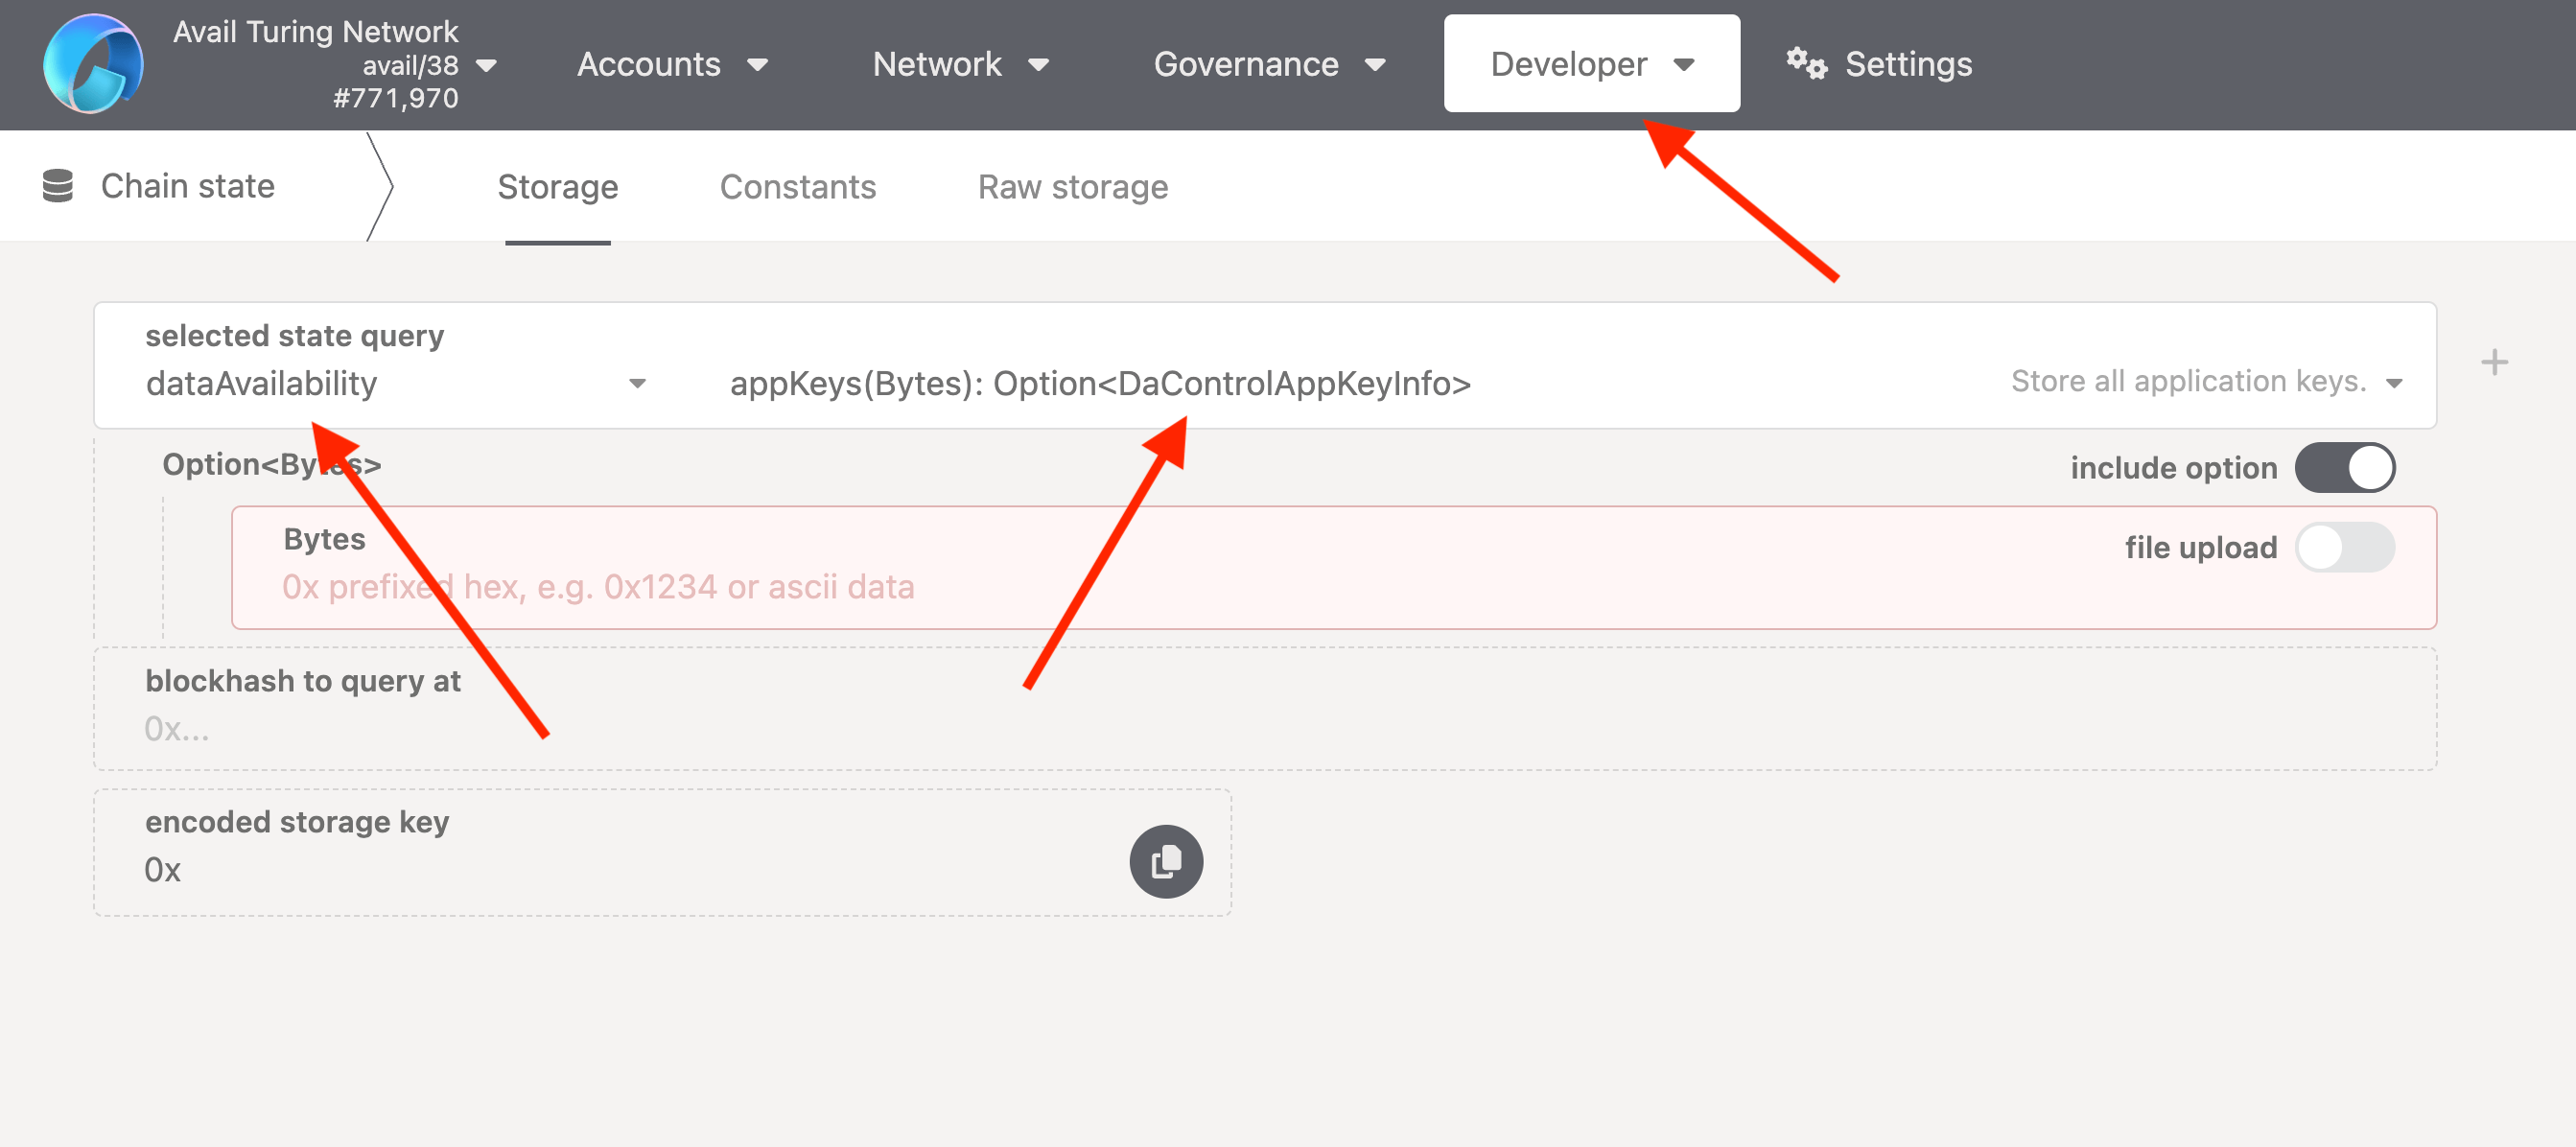 Avail Turing Network
avail/38
#771,970
Accounts
Network
Governance
Developer
Settings
Chain state
Storage
Constants
Raw storage
selected state query
dataAvailability
appKeys(Bytes): Option<DaControlAppKeyInfo>
Store all application keys.
Option<Bytes>
include option
Bytes
0x prefixed hex, e.g. 0x1234 or ascii data
file upload
blockhash to query at
0x...
encoded storage key
0x